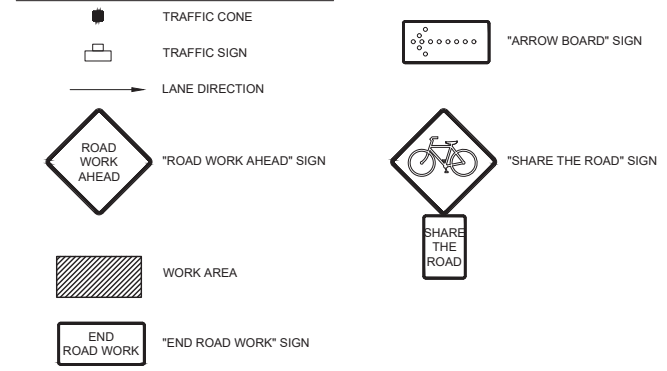 TRAFFIC CONE
TRAFFIC SIGN
LANE DIRECTION
ROAD
WORK
AHEAD
"ROAD WORK AHEAD" SIGN
WORK AREA
END
ROAD WORK
"END ROAD WORK" SIGN
"ARROW BOARD" SIGN
"SHARE THE ROAD" SIGN
SHARE
THE
ROAD